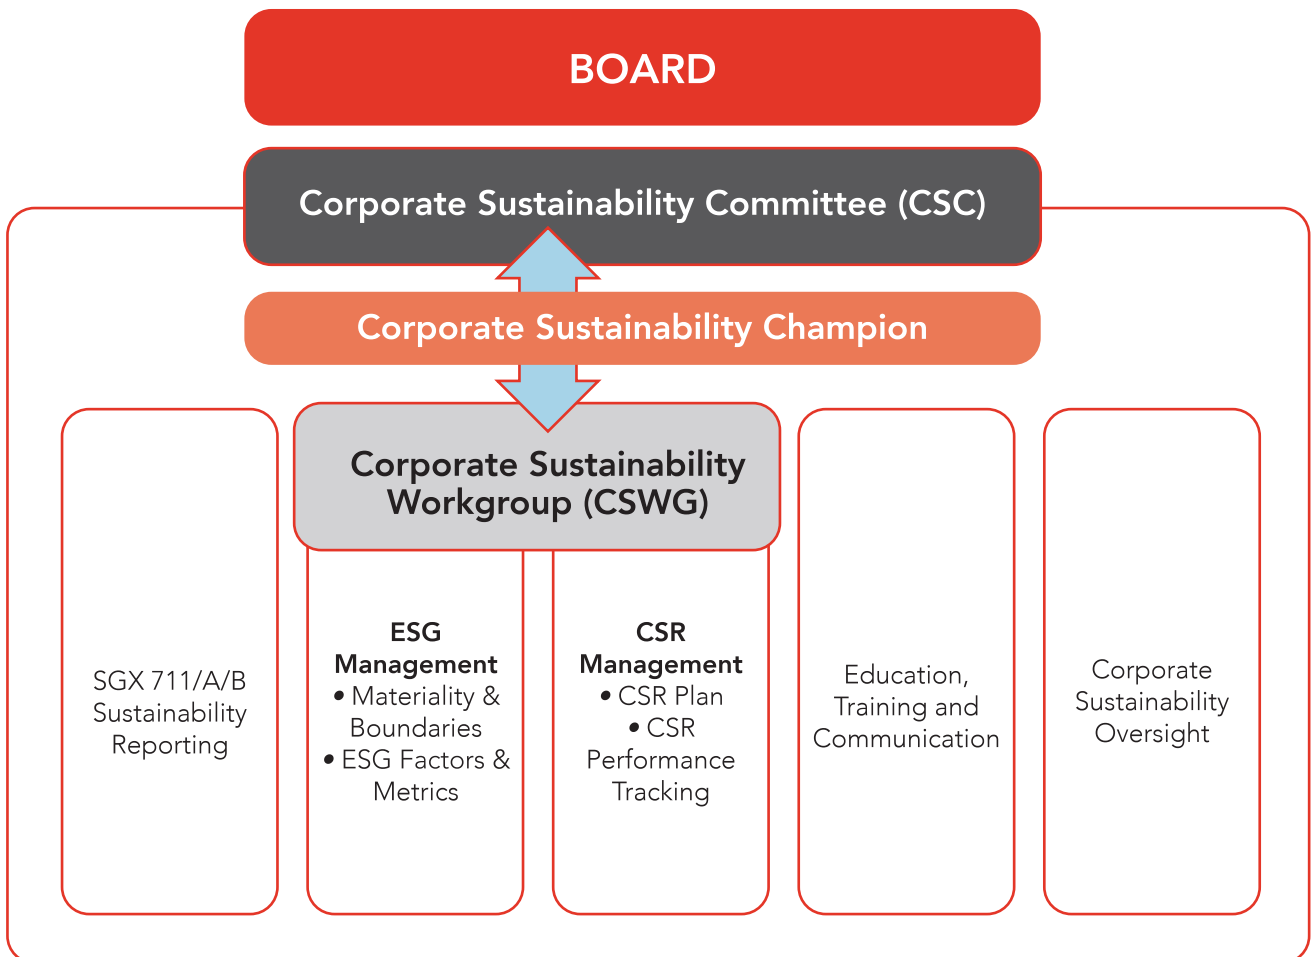 BOARD
Corporate Sustainability Committee (CSC)
Corporate Sustainability Champion
Corporate Sustainability
Workgroup (CSWG)
SGX 711/A/B
Sustainability
Reporting
ESG
Management
• Materiality &
Boundaries
• ESG Factors &
Metrics
CSR
Management
• CSR Plan
• CSR
Performance
Tracking
Education,
Training and
Communication
Corporate
Sustainability
Oversight